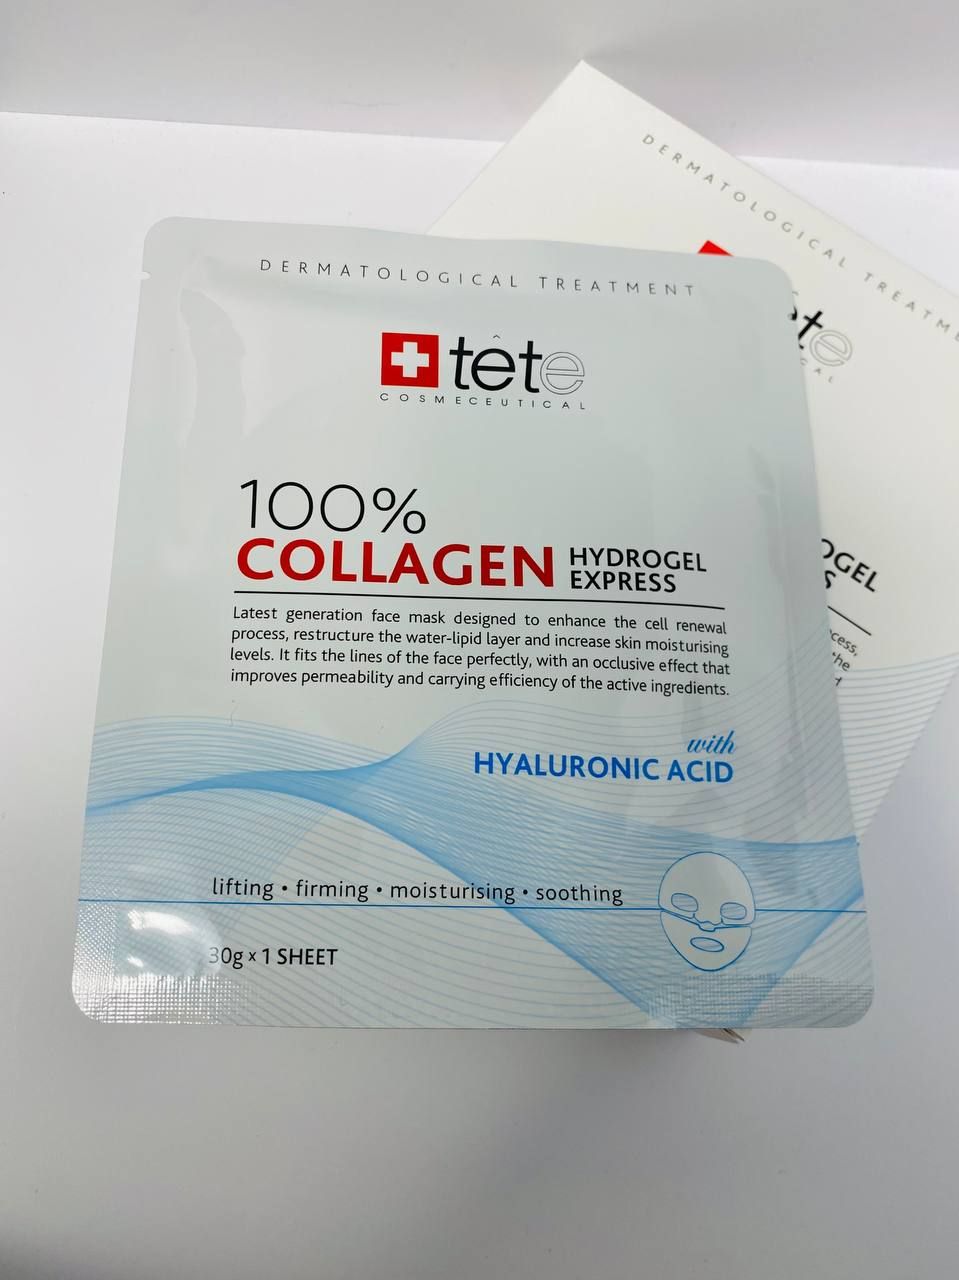 DERMATOLOGICAL TREATMENT
tête
COSMECEUTICAL
100%
COLLAGEN HYDROGEL
EXPRESS
Latest generation face mask designed to enhance the cell renewal
process, restructure the water-lipid layer and increase skin moisturising
levels. It fits the lines of the face perfectly, with an occlusive effect that
improves permeability and carrying efficiency of the active ingredients.
with
HYALURONIC ACID
lifting • firming • moisturising • soothing
30g x 1 SHEET
DERMATOLOGICAL